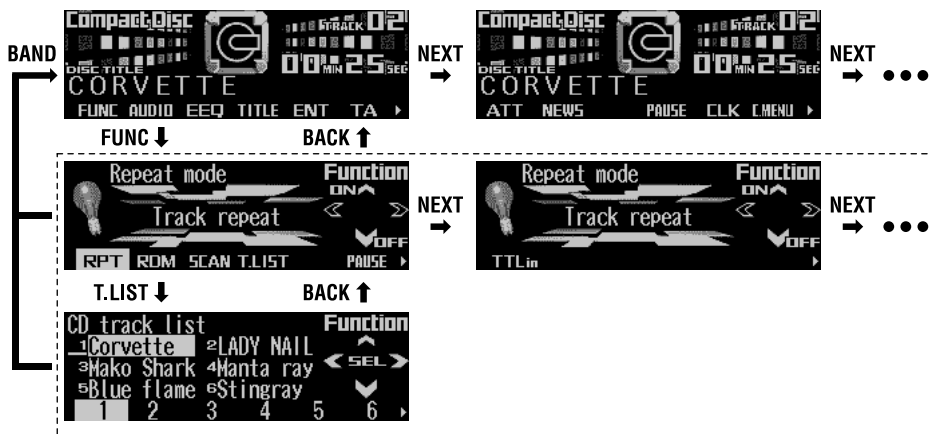 Compact Disc TRACK 02
00 MIN 25 SEC
DISC TITLE
CORVETTE
FUNC AUDIO EEQ TITLE ENT TA
BAND
NEXT
Compact Disc TRACK 02
00 MIN 25 SEC
DISC TITLE
CORVETTE
ATT NEWS PAUSE CLK C.MENU
NEXT
FUNC BACK
Repeat mode Function
ON
Track repeat
OFF
RPT RDM SCAN T.LIST PAUSE
NEXT
Repeat mode Function
ON
Track repeat
OFF
TTLin
NEXT
T.LIST BACK
CD track list Function
1Corvette 2LADY NAIL
3Mako Shark 4Manta ray SEL
5Blue flame 6Stingray
1 2 3 4 5 6